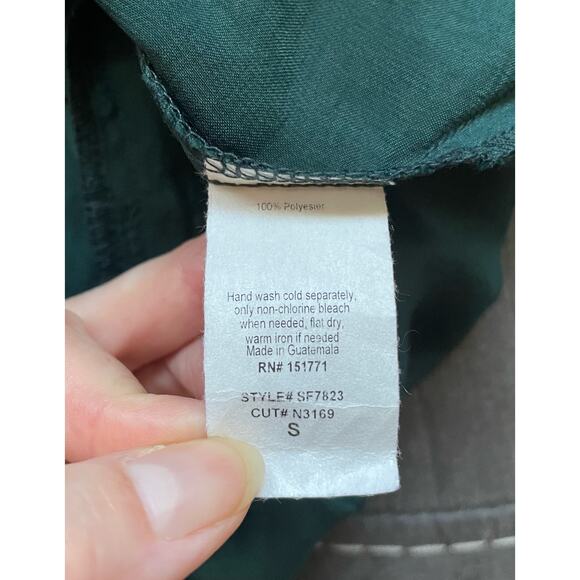 100% Polyester
Hand wash cold separately,
only non-chlorine bleach
when needed, flat dry,
warm iron if needed
Made in Guatemala
RN# 151771
STYLE# SF7823
CUT# N3169
S